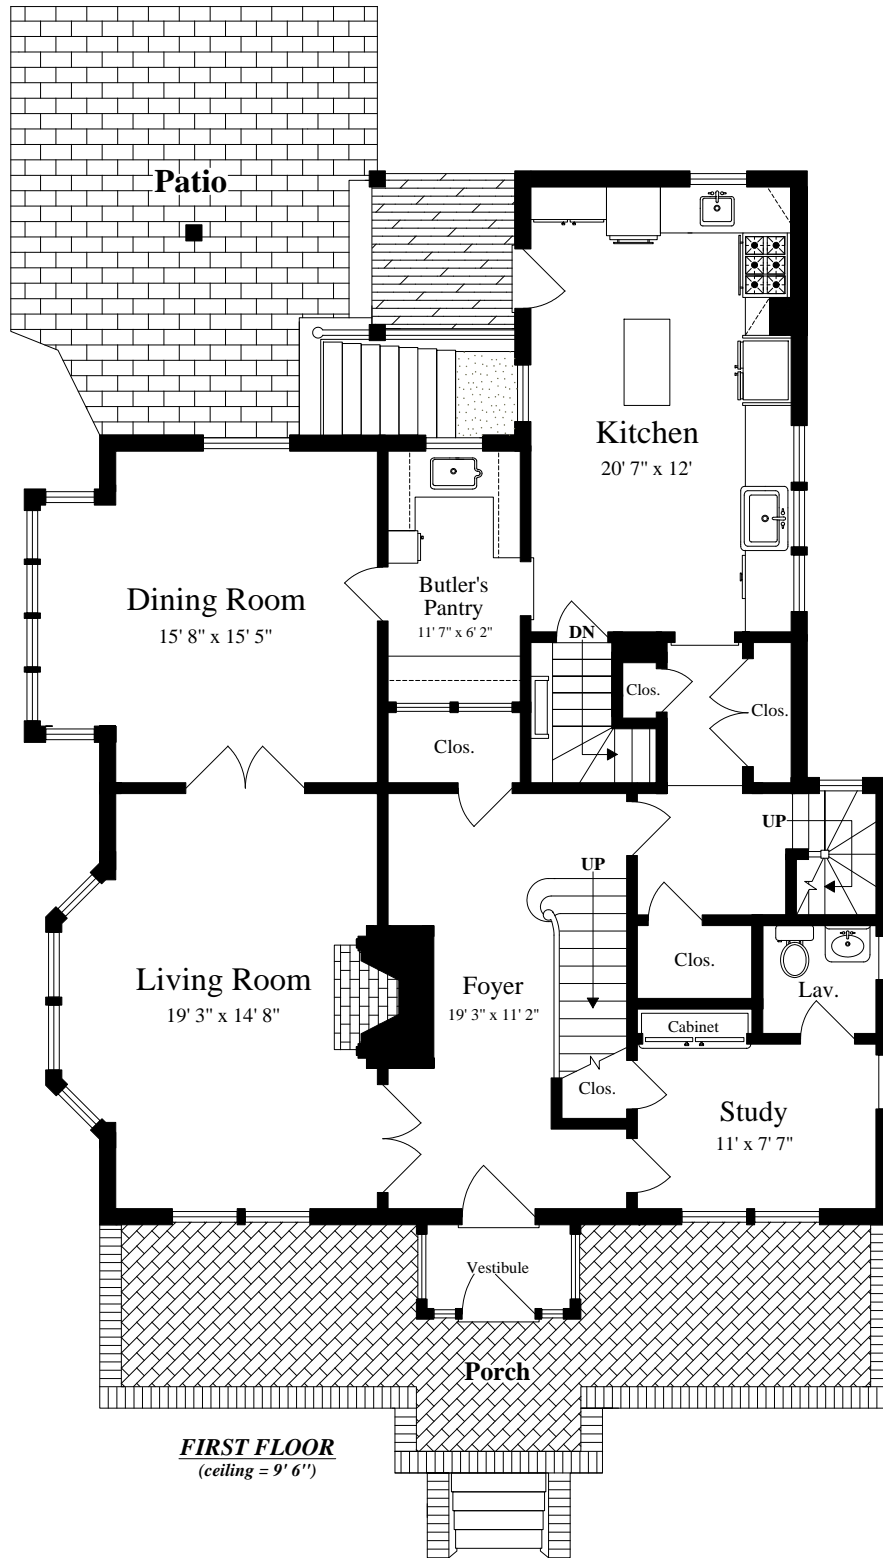 Patio
Kitchen
20' 7" x 12'
Dining Room
15' 8" x 15' 5"
Butler's
Pantry
11' 7" x 6' 2"
DN
Clos.
Clos.
Clos.
UP
UP
Living Room
19' 3" x 14' 8"
Foyer
19' 3" x 11' 2"
Clos.
Lav.
Cabinet
Clos.
Study
11' x 7' 7"
Vestibule
Porch
FIRST FLOOR
(ceiling = 9' 6")